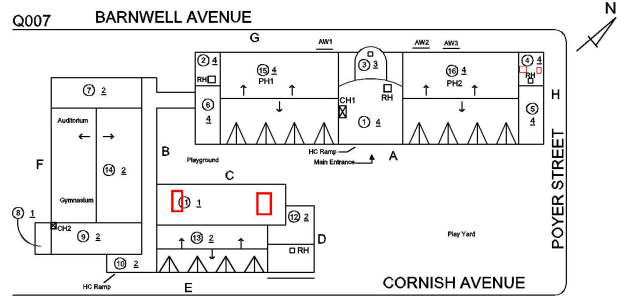 Q007
BARNWELL AVENUE
N
G
AW1
AW2 AW3
2 4
3 3
4 4
RH
15 4
PH1
16 4
PH2
RH
RH
H
7 2
6
4
CH1
5
4
Auditorium
1 4
HC Ramp
Main Entrance
A
B
Playground
F
14 2
C
POYER STREET
Gymnasium
11 1
8 1
CH2
9 2
12 2
13 2
D
Play Yard
RH
10 2
HC Ramp
E
CORNISH AVENUE